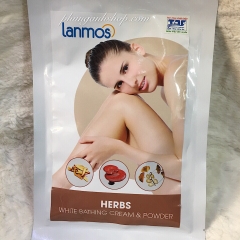 lanmos
HERBS
WHITE BATHING CREAM & POWDER